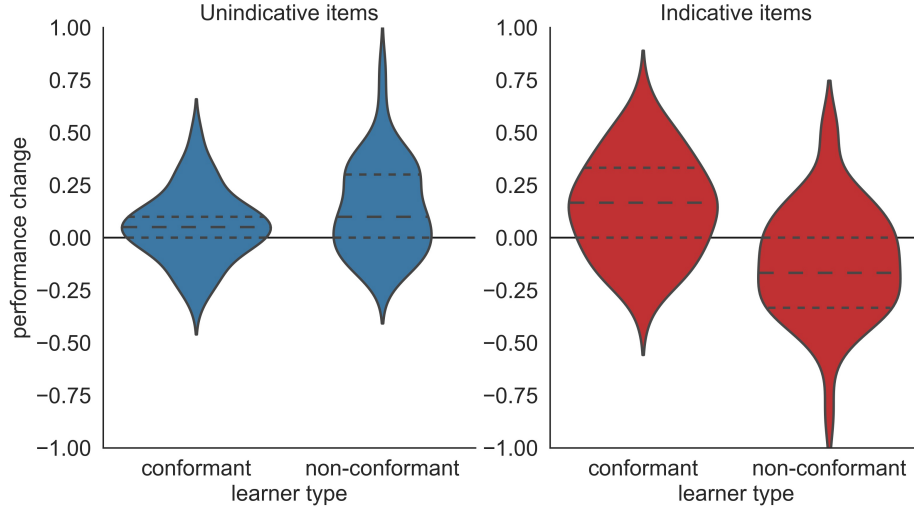 Unindicative items
Indicative items
performance change
1.00
0.75
0.50
0.25
0.00
−0.25
−0.50
−0.75
−1.00
conformant
non-conformant
learner type
1.00
0.75
0.50
0.25
0.00
−0.25
−0.50
−0.75
−1.00
conformant
non-conformant
learner type